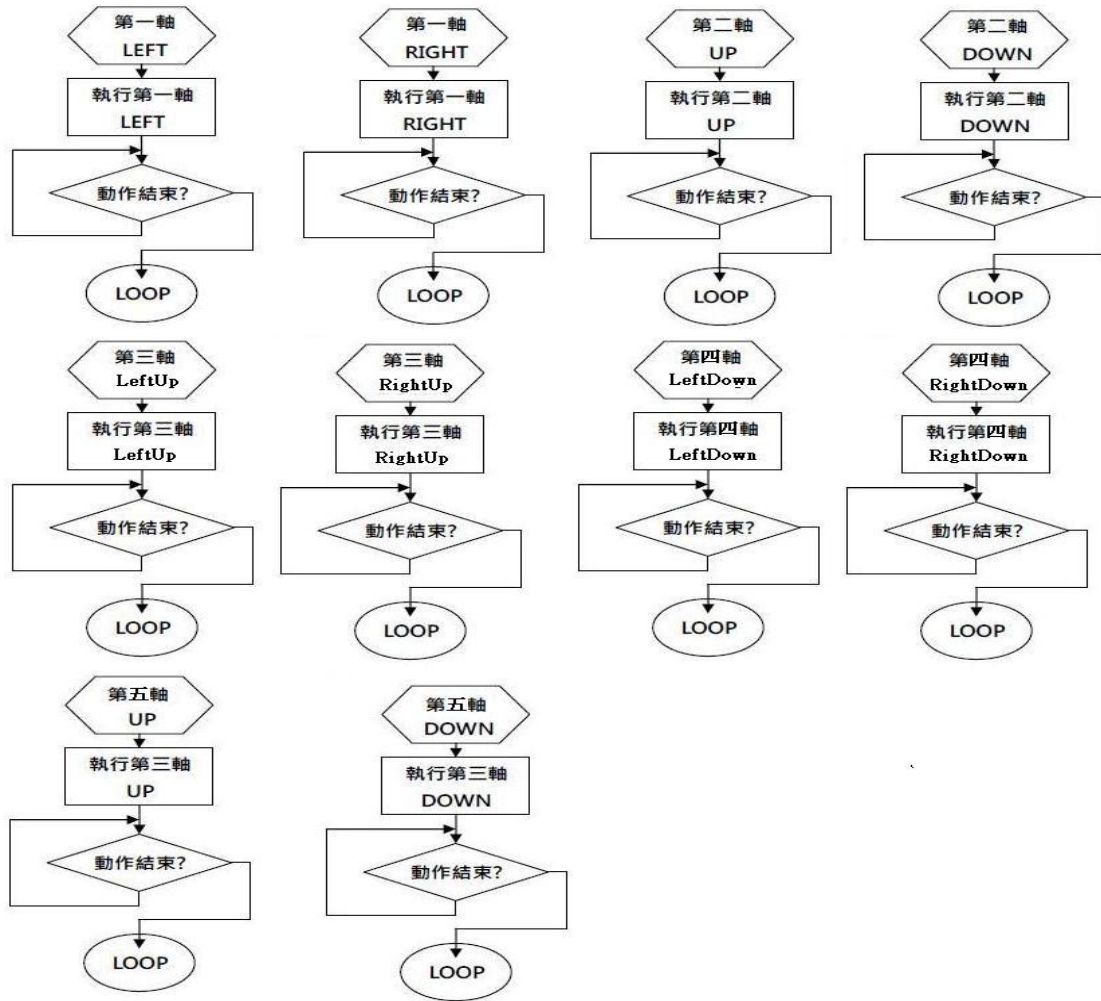 第一軸
LEFT
執行第一軸
LEFT
動作結束?
LOOP
第一軸
RIGHT
執行第一軸
RIGHT
動作結束?
LOOP
第二軸
UP
執行第二軸
UP
動作結束?
LOOP
第二軸
DOWN
執行第二軸
DOWN
動作結束?
LOOP
第三軸
LeftUp
執行第三軸
LeftUp
動作結束?
LOOP
第三軸
RightUp
執行第三軸
RightUp
動作結束?
LOOP
第四軸
LeftDown
執行第四軸
LeftDown
動作結束?
LOOP
第四軸
RightDown
執行第四軸
RightDown
動作結束?
LOOP
第五軸
UP
執行第三軸
UP
動作結束?
LOOP
第五軸
DOWN
執行第三軸
DOWN
動作結束?
LOOP